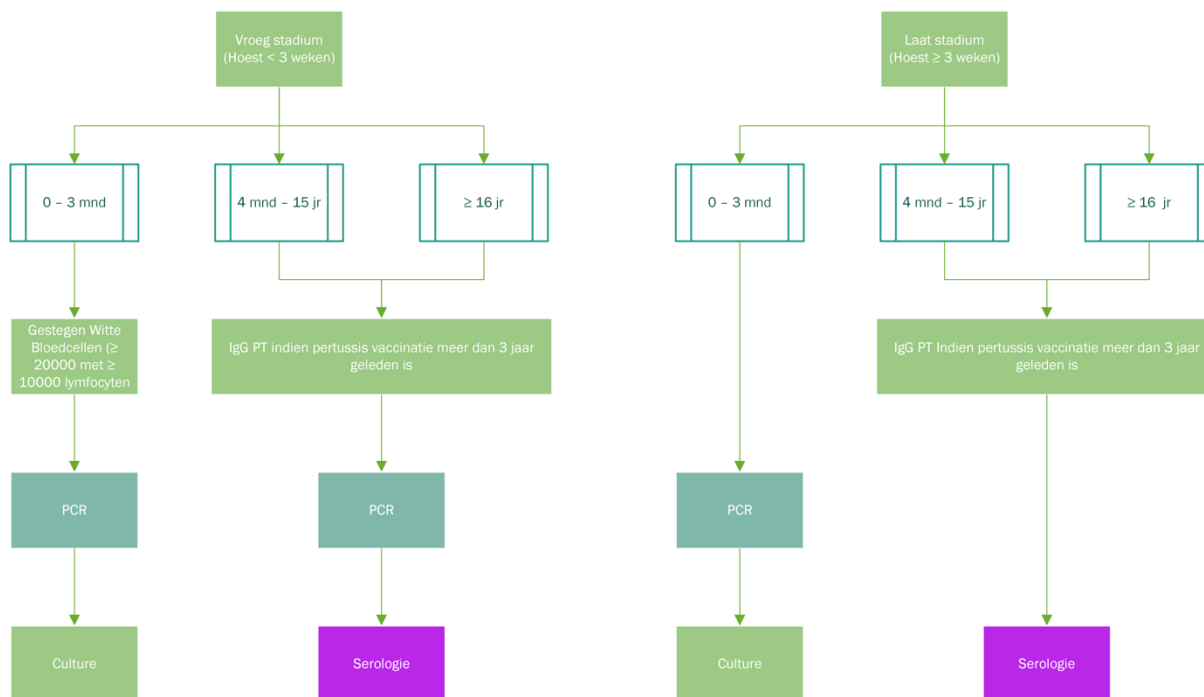 Vroeg stadium
(Hoest < 3 weken)
Laat stadium
(Hoest ≥ 3 weken)
0 – 3 mnd
4 mnd – 15 jr
≥ 16 jr
0 – 3 mnd
4 mnd – 15 jr
≥ 16 jr
Gestegen Witte
Bloedcellen (≥
20000 met ≥
10000 lymfocyten
IgG PT indien pertussis vaccinatie meer dan 3 jaar
geleden is
IgG PT Indien pertussis vaccinatie meer dan 3 jaar
geleden is
PCR
PCR
PCR
Culture
Serologie
Culture
Serologie